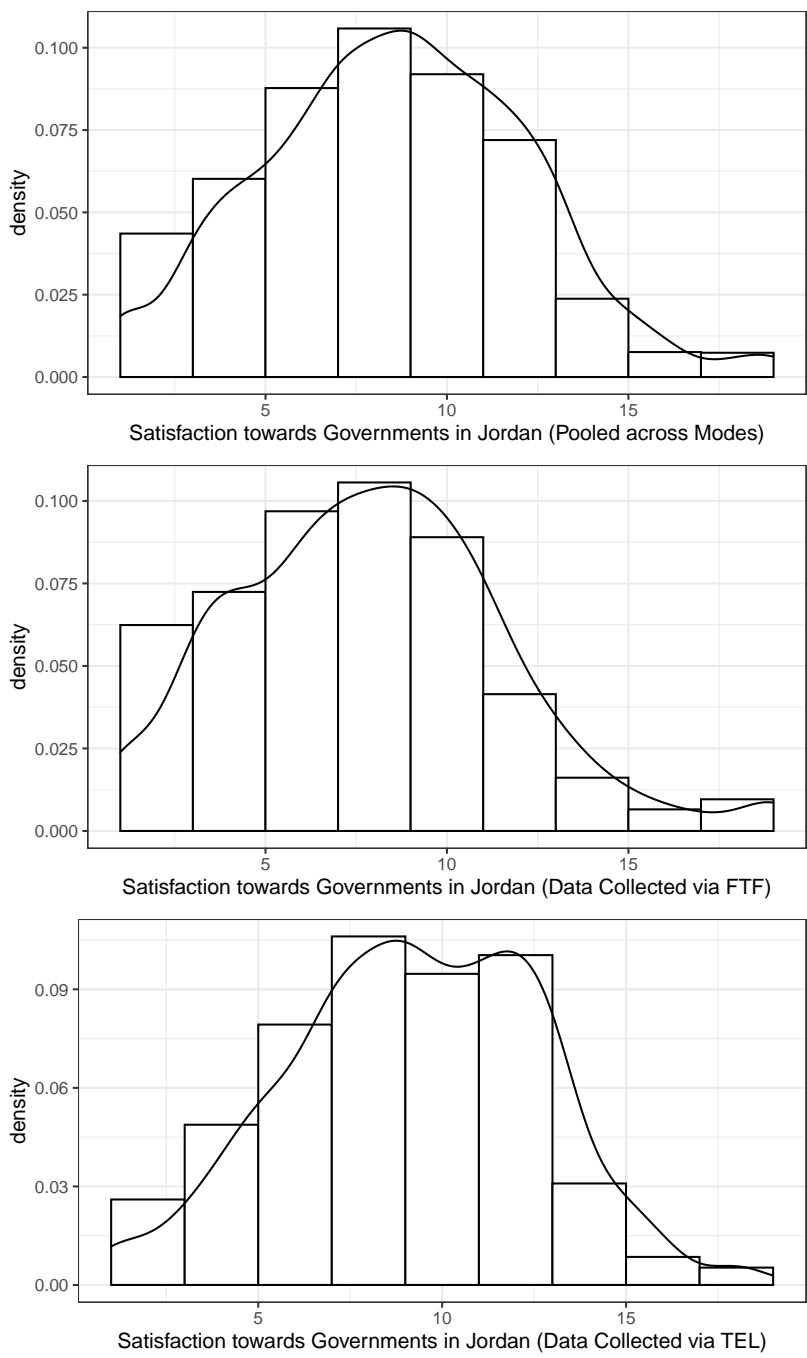 0.100
0.075
0.050
0.025
0.000
density
5 10 15
Satisfaction towards Governments in Jordan (Pooled across Modes)
0.100
0.075
0.050
0.025
0.000
density
5 10 15
Satisfaction towards Governments in Jordan (Data Collected via FTF)
0.09
0.06
0.03
0.00
density
5 10 15
Satisfaction towards Governments in Jordan (Data Collected via TEL)